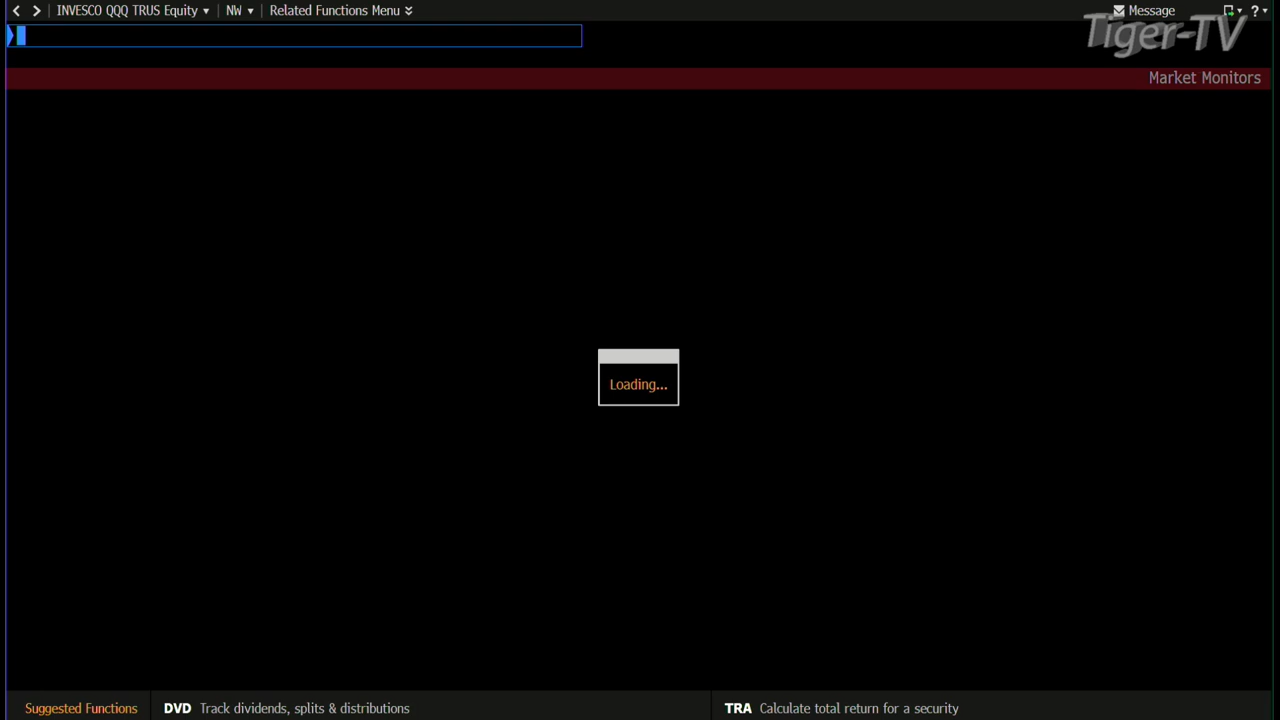 INVESCO QQQ TRUS Equity NW Related Functions Menu Message ?
Tiger-TV
Market Monitors
Loading...
Suggested Functions DVD Track dividends, splits & distributions TRA Calculate total return for a security